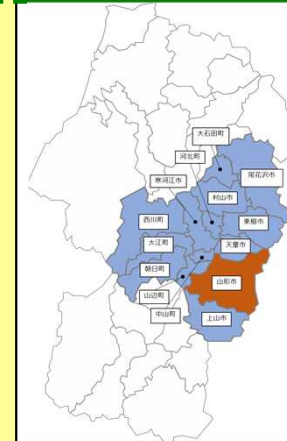 大石田町
河北町
尾花沢市
寒河江市
村山市
西川町
東根市
大江町
天童市
朝日町
山形市
山辺町
中山町
上山市